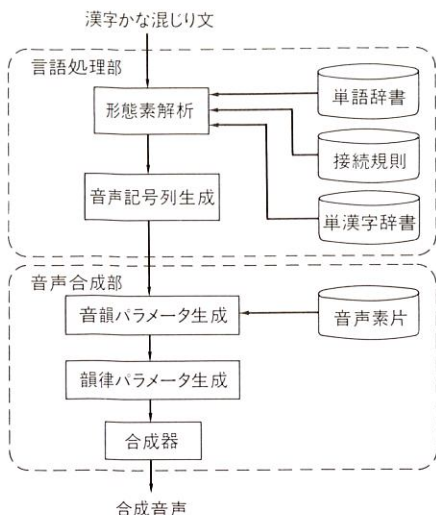 漢字かな混じり文
言語処理部
形態素解析
単語辞書
接続規則
音声記号列生成
単漢字辞書
音声合成部
音韻パラメータ生成
音声素片
韻律パラメータ生成
合成器
合成音声